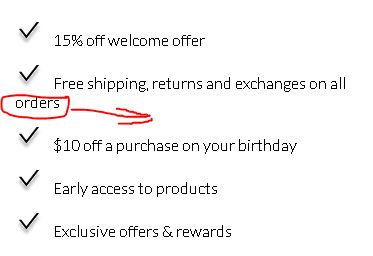 15% off welcome offer
Free shipping, returns and exchanges on all
orders
$10 off a purchase on your birthday
Early access to products
Exclusive offers & rewards